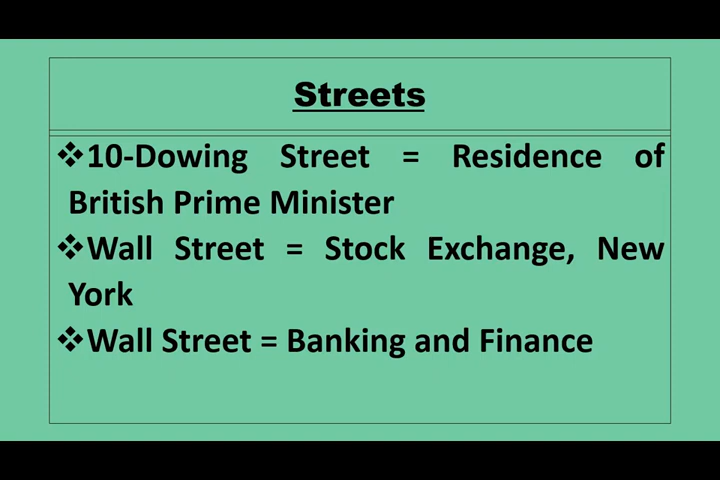 Streets
❖10-Dowing Street = Residence of
British Prime Minister
❖Wall Street = Stock Exchange, New
York
❖Wall Street = Banking and Finance